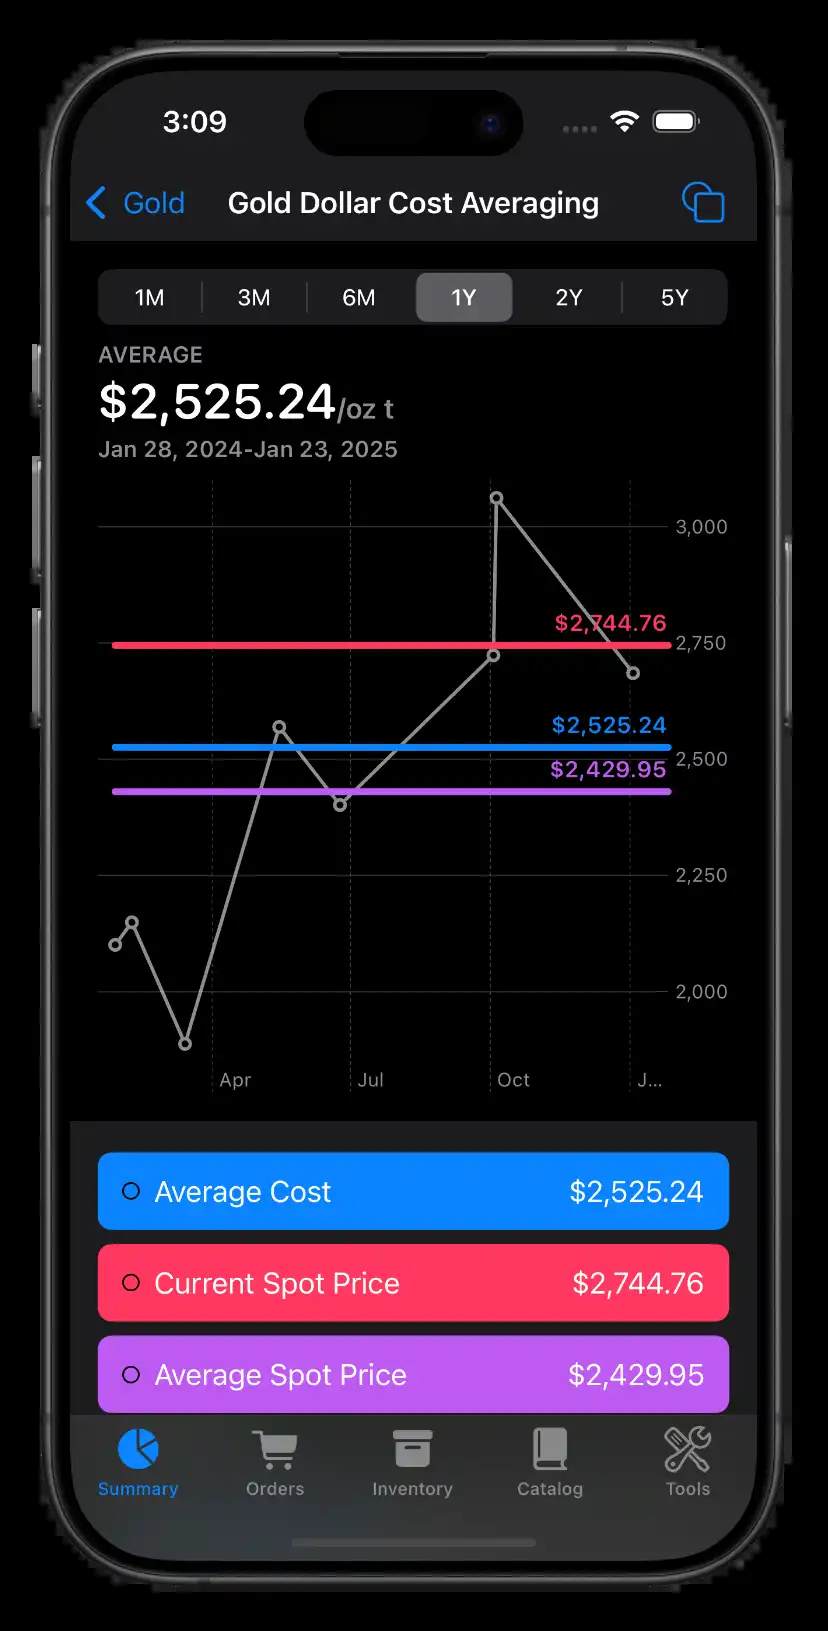 3:09
Gold
Gold Dollar Cost Averaging
1M 3M 6M 1Y 2Y 5Y
AVERAGE
$2,525.24/oz t
Jan 28, 2024-Jan 23, 2025
3,000
$2,744.76
2,750
$2,525.24
2,500
$2,429.95
2,250
2,000
Apr Jul Oct J...
Average Cost $2,525.24
Current Spot Price $2,744.76
Average Spot Price $2,429.95
Summary Orders Inventory Catalog Tools